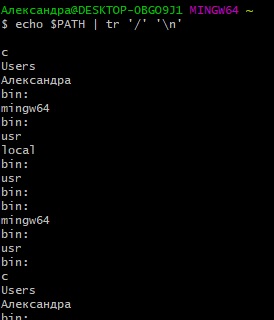 Александра@DESKTOP-OBGO9J1 MINGW64 ~
$ echo $PATH | tr '/' '\n'

c
Users
Александра
bin:
mingw64
bin:
usr
local
bin:
usr
bin:
bin:
mingw64
bin:
usr
bin:
c
Users
Александра
bin: